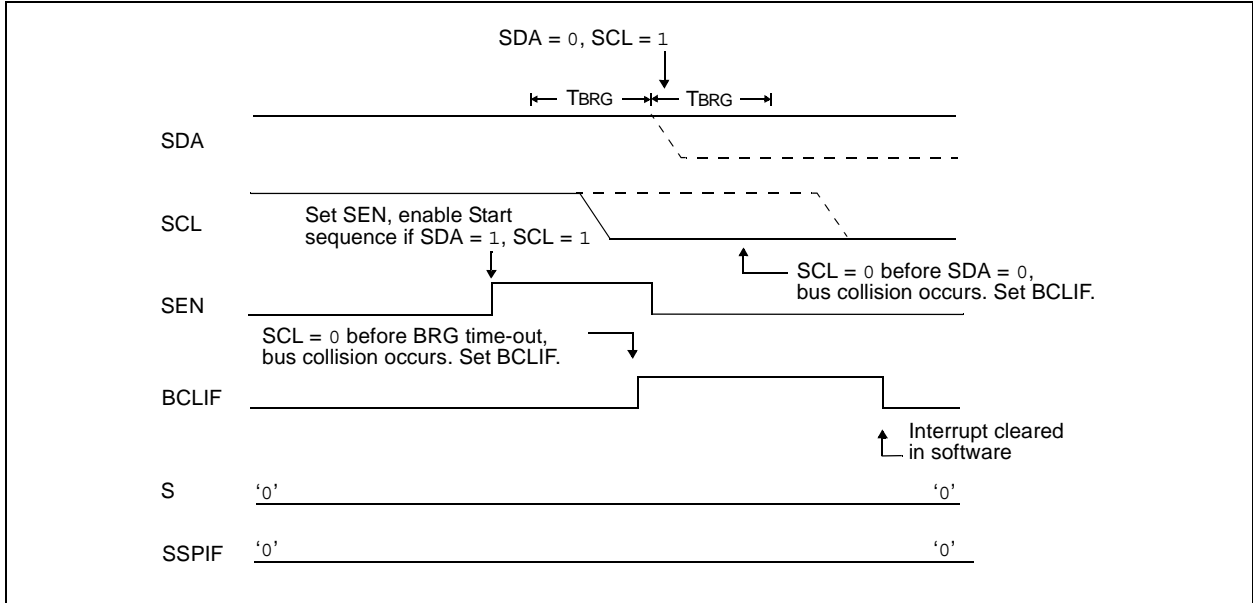 SDA = 0, SCL = 1
TBRG TBRG
SDA
SCL
Set SEN, enable Start
sequence if SDA = 1, SCL = 1
SCL = 0 before SDA = 0,
bus collision occurs. Set BCLIF.
SEN
SCL = 0 before BRG time-out,
bus collision occurs. Set BCLIF.
BCLIF
Interrupt cleared
in software
S
‘0’ ‘0’
SSPIF
‘0’ ‘0’